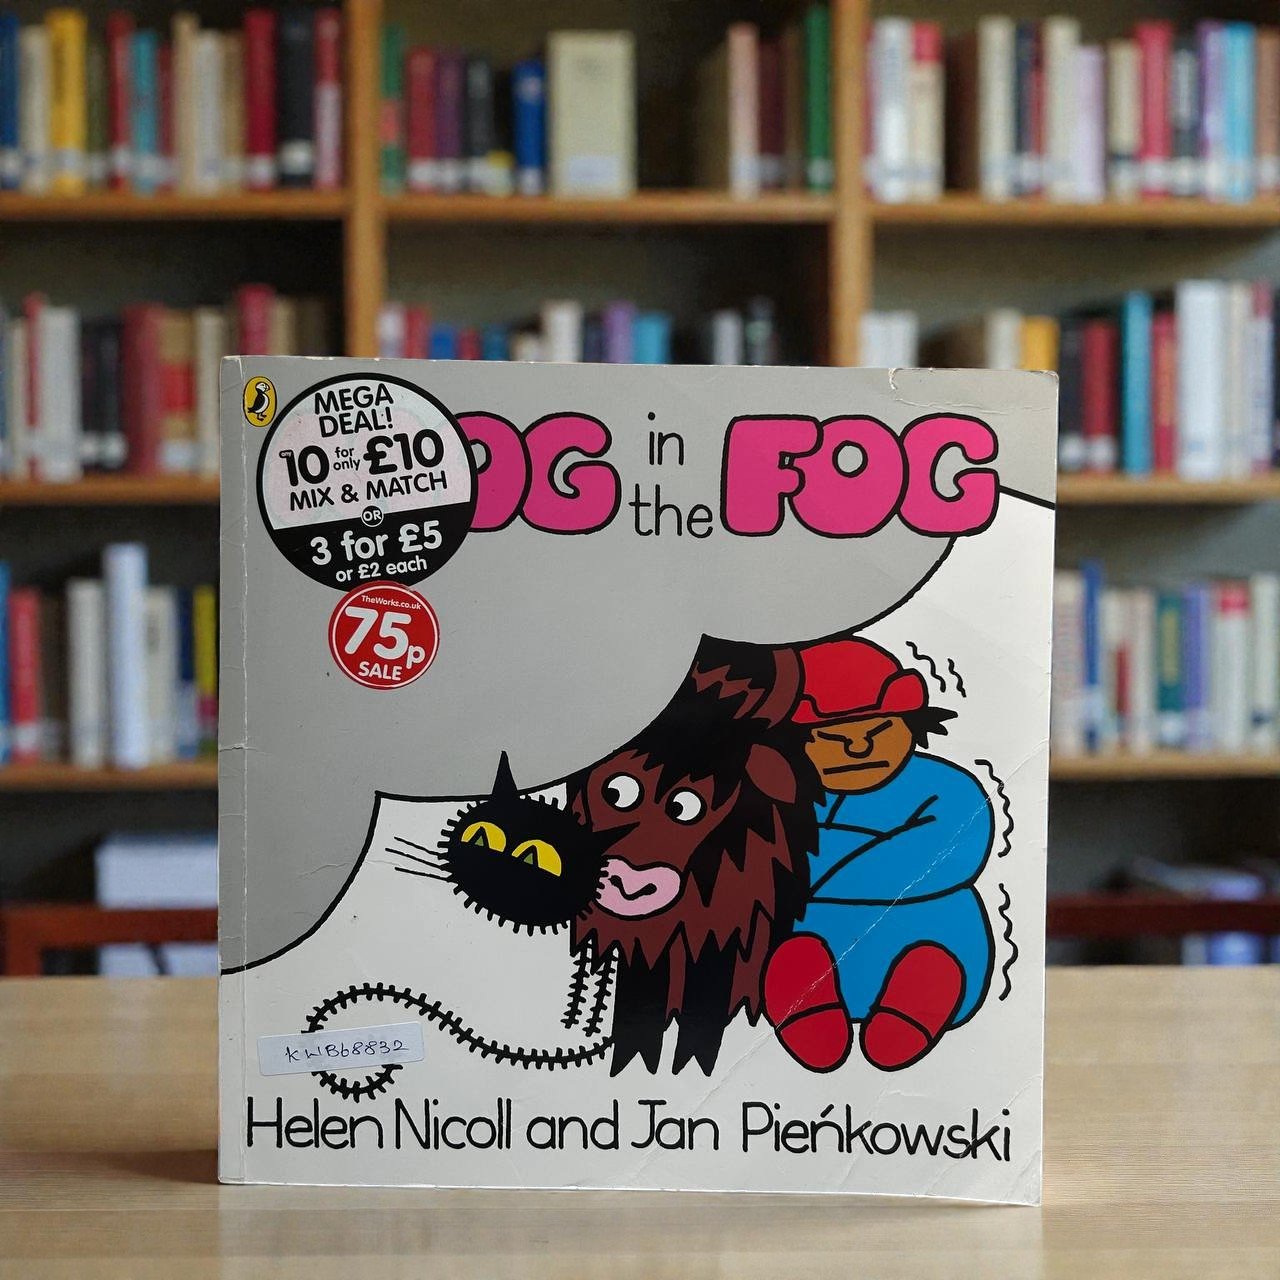 MEGA
DEAL!
any 10 for only £10
MIX & MATCH
OR
3 for £5
or £2 each
OG in the FOG
TheWorks.co.uk
75p
SALE
KWB68832
Helen Nicoll and Jan Pieńkowski